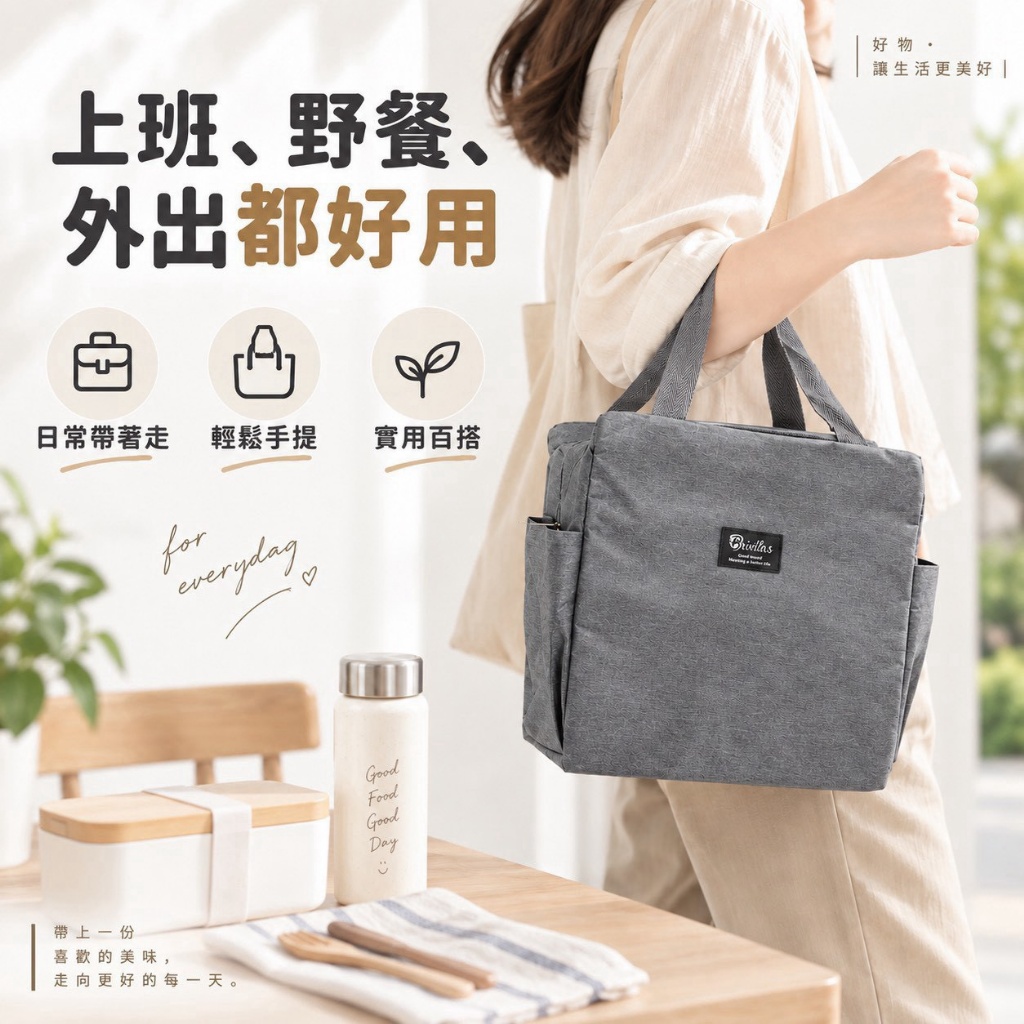 好物・
讓生活更美好
上班、野餐、
外出都好用
日常帶著走
輕鬆手提
實用百搭
for
everyday
Good
Food
Good
Day
帶上一份
喜歡的美味，
走向更好的每一天。